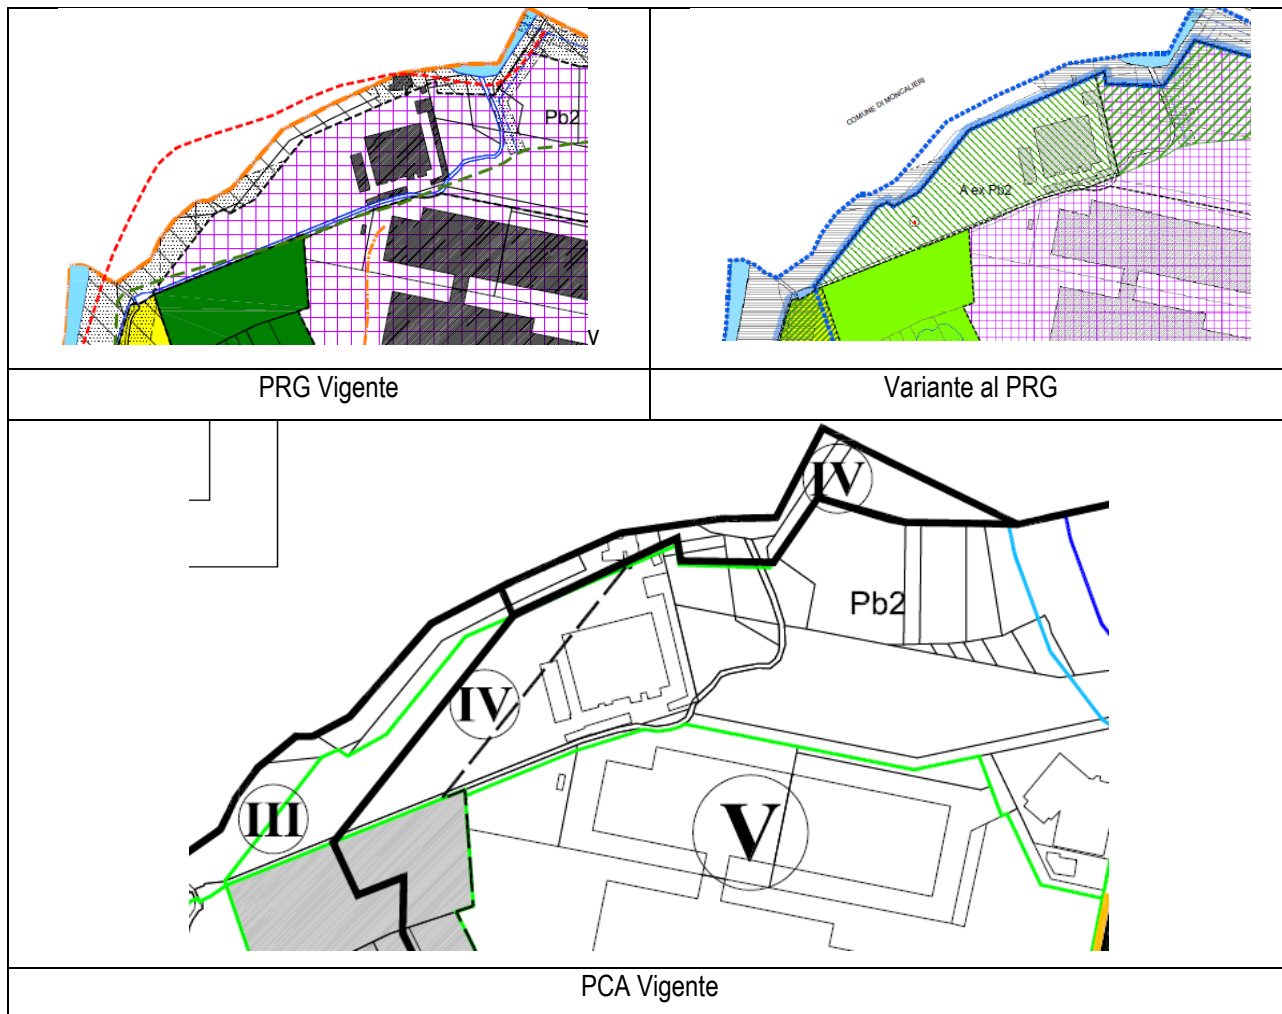 Pb2
V
COMUNE DI MONCALIERI
A ex Pb2
PRG Vigente
Variante al PRG
IV
Pb2
IV
III
V
PCA Vigente